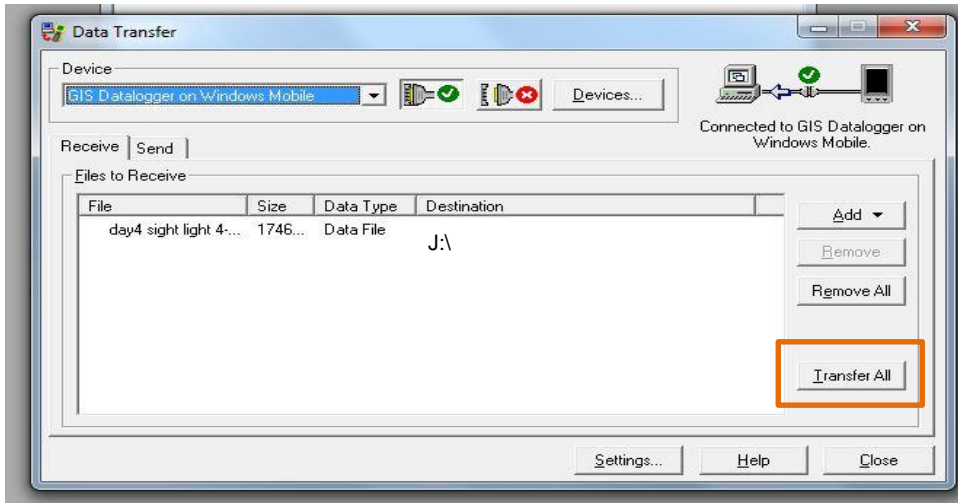 Data Transfer
Device
GIS Datalogger on Windows Mobile
Devices...
Connected to GIS Datalogger on
Windows Mobile.
Receive
Send
Files to Receive
File Size Data Type Destination
day4 sight light 4-... 1746... Data File J:\
Add
Remove
Remove All
Transfer All
Settings...
Help
Close